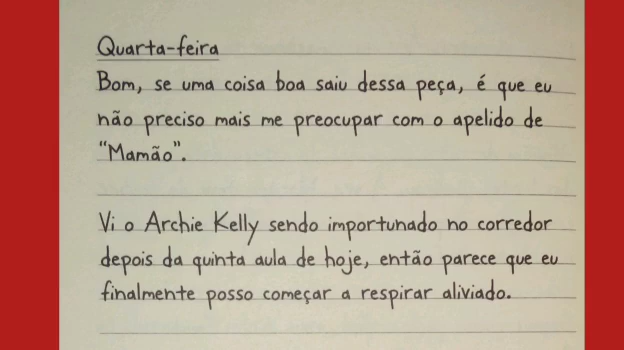 Quarta-feira
Bom, se uma coisa boa saiu dessa peça, é que eu
não preciso mais me preocupar com o apelido de
“Mamão”.
Vi o Archie Kelly sendo importunado no corredor
depois da quinta aula de hoje, então parece que eu
finalmente posso começar a respirar aliviado.